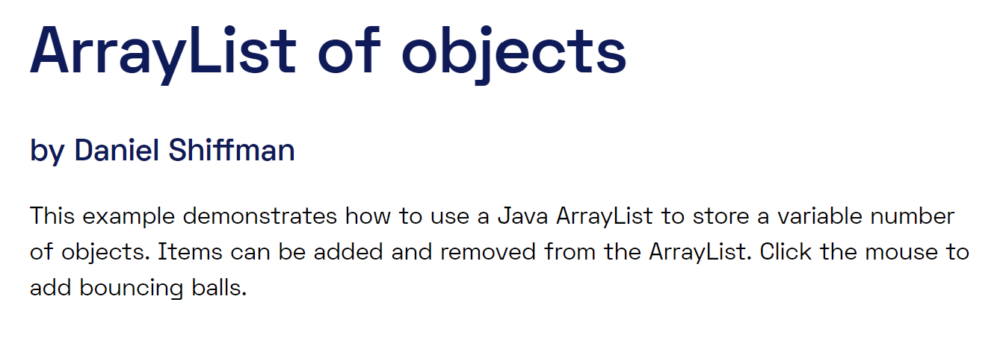 ArrayList of objects
by Daniel Shiffman
This example demonstrates how to use a Java ArrayList to store a variable number
of objects. Items can be added and removed from the ArrayList. Click the mouse to
add bouncing balls.